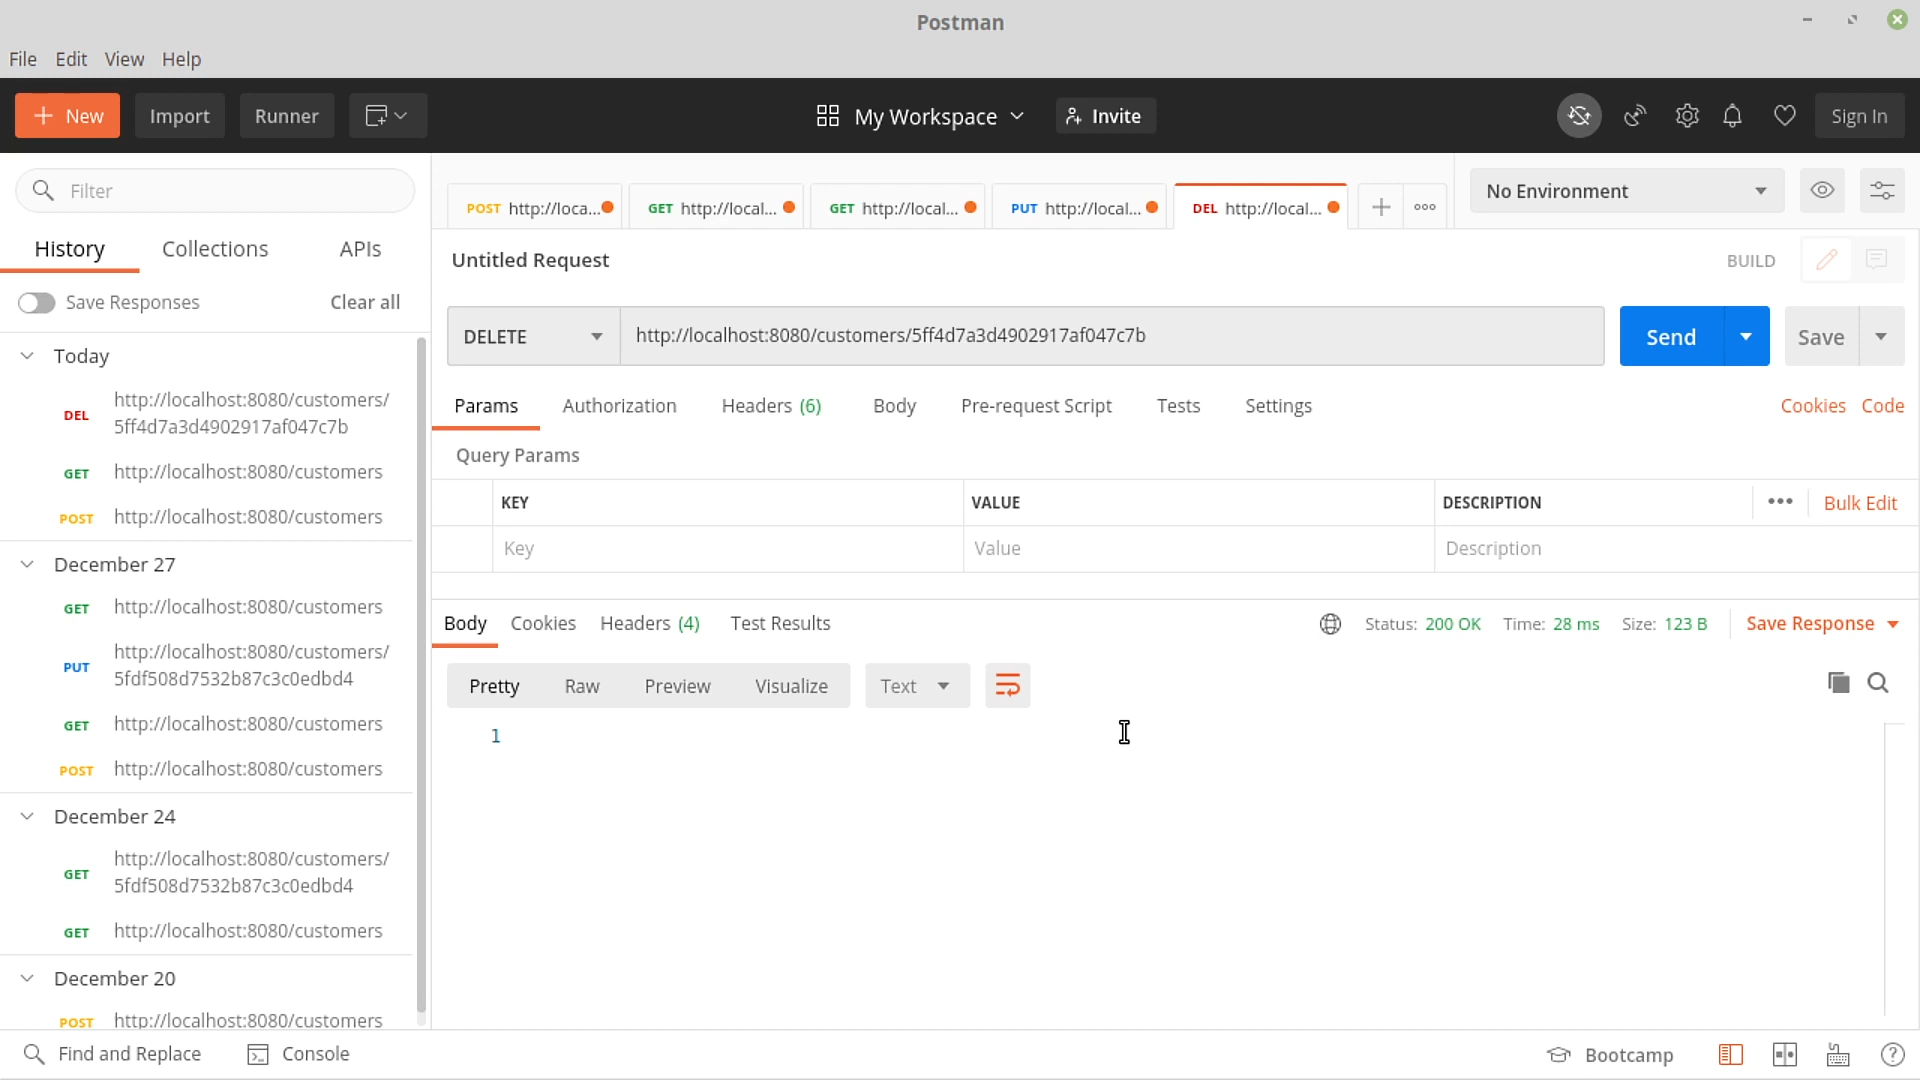 Postman
File Edit View Help
New Import Runner My Workspace Invite Sign In
Filter
History Collections APIs
Save Responses Clear all
Today
DEL http://localhost:8080/customers/
5ff4d7a3d4902917af047c7b
GET http://localhost:8080/customers
POST http://localhost:8080/customers
December 27
GET http://localhost:8080/customers
PUT http://localhost:8080/customers/
5fdf508d7532b87c3c0edbd4
GET http://localhost:8080/customers
POST http://localhost:8080/customers
December 24
GET http://localhost:8080/customers/
5fdf508d7532b87c3c0edbd4
GET http://localhost:8080/customers
December 20
POST http://localhost:8080/customers
POST http://loca... GET http://local... GET http://local... PUT http://local... DEL http://local... No Environment
Untitled Request BUILD
DELETE http://localhost:8080/customers/5ff4d7a3d4902917af047c7b Send Save
Params Authorization Headers (6) Body Pre-request Script Tests Settings Cookies Code
Query Params
KEY VALUE DESCRIPTION Bulk Edit
Key Value Description
Body Cookies Headers (4) Test Results Status: 200 OK Time: 28 ms Size: 123 B Save Response
Pretty Raw Preview Visualize Text
1
Find and Replace Console Bootcamp